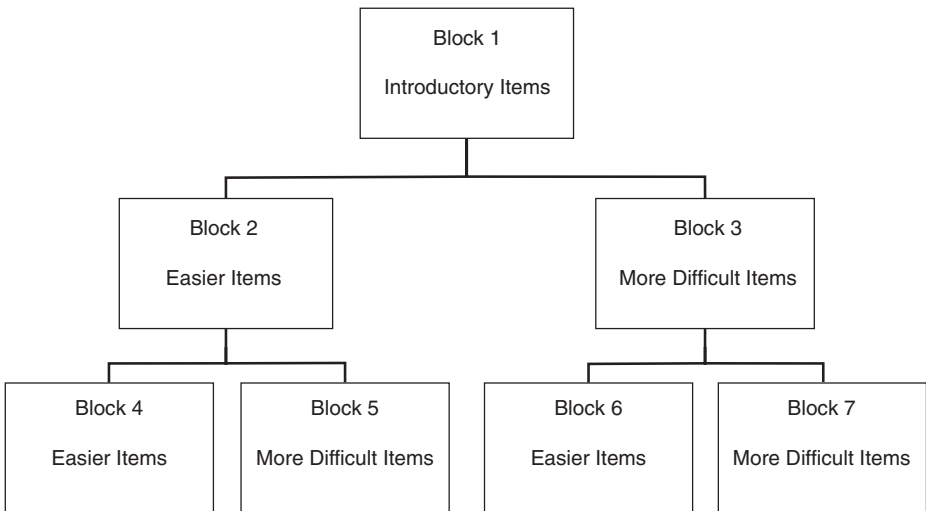 Block 1
Introductory Items
Block 2
Easier Items
Block 3
More Difficult Items
Block 4
Easier Items
Block 5
More Difficult Items
Block 6
Easier Items
Block 7
More Difficult Items